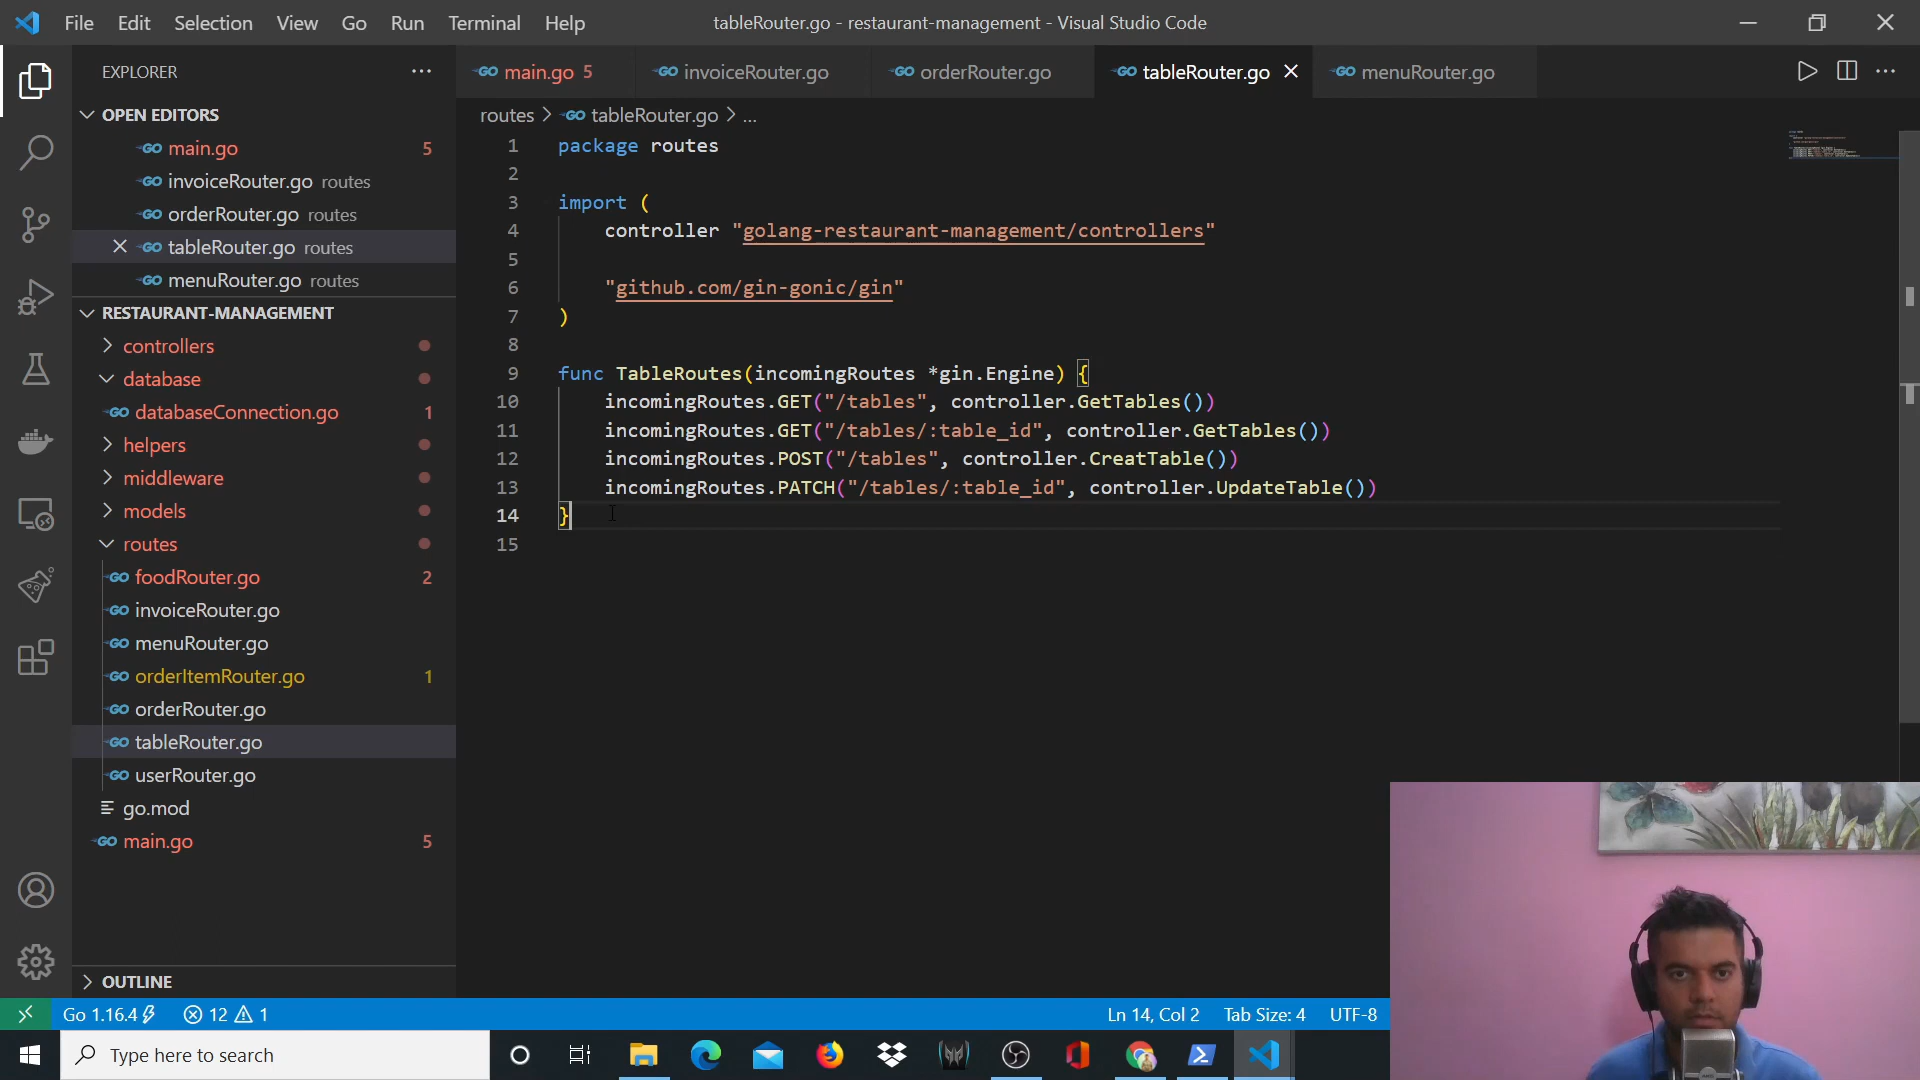 File Edit Selection View Go Run Terminal Help
tableRouter.go - restaurant-management - Visual Studio Code
EXPLORER
OPEN EDITORS
main.go 5
invoiceRouter.go routes
orderRouter.go routes
tableRouter.go routes
menuRouter.go routes
RESTAURANT-MANAGEMENT
controllers
database
databaseConnection.go 1
helpers
middleware
models
routes
foodRouter.go 2
invoiceRouter.go
menuRouter.go
orderItemRouter.go 1
orderRouter.go
tableRouter.go
userRouter.go
go.mod
main.go 5
OUTLINE
main.go 5 invoiceRouter.go orderRouter.go tableRouter.go menuRouter.go
routes > tableRouter.go > ...
1 package routes
2
3 import (
4 controller "golang-restaurant-management/controllers"
5
6 "github.com/gin-gonic/gin"
7 )
8
9 func TableRoutes(incomingRoutes *gin.Engine) {
10 incomingRoutes.GET("/tables", controller.GetTables())
11 incomingRoutes.GET("/tables/:table_id", controller.GetTables())
12 incomingRoutes.POST("/tables", controller.CreatTable())
13 incomingRoutes.PATCH("/tables/:table_id", controller.UpdateTable())
14 }
15
Go 1.16.4 12 1 Ln 14, Col 2 Tab Size: 4 UTF-8
Type here to search